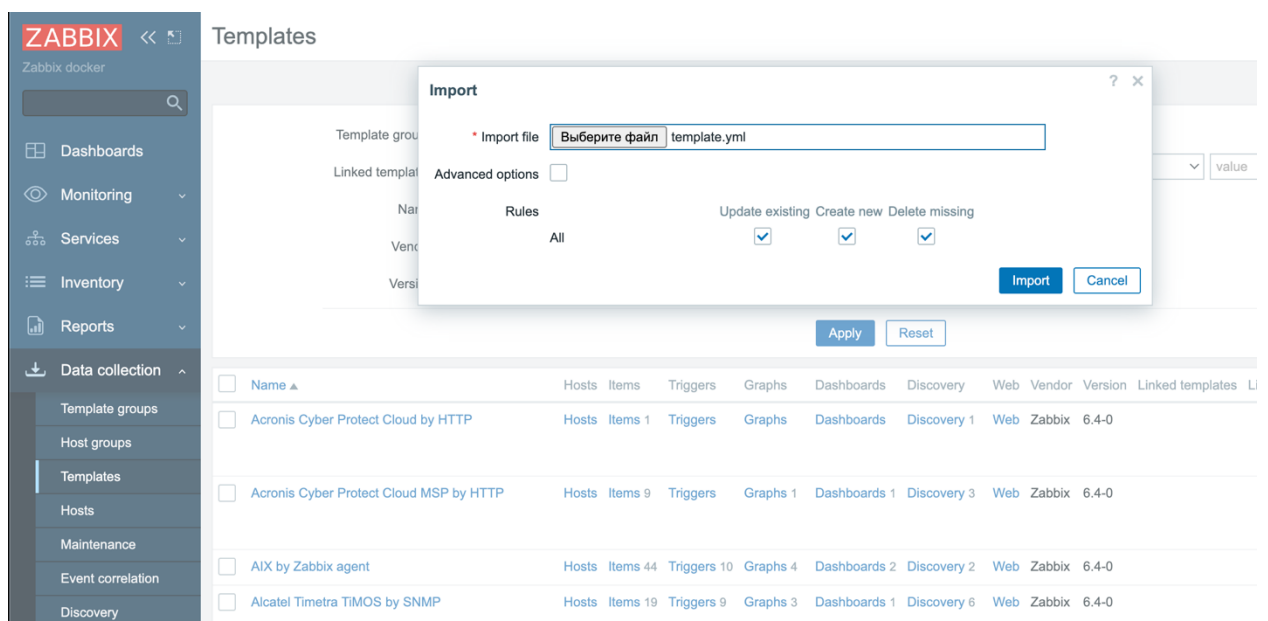 ZABBIX
Zabbix docker
Dashboards
Monitoring
Services
Inventory
Reports
Data collection
Template groups
Host groups
Templates
Hosts
Maintenance
Event correlation
Discovery
Templates
Import
?
* Import file Выберите файл template.yml
Advanced options
Rules Update existing Create new Delete missing
All
Import Cancel
Template grou
Linked templat
value
Nar
Vend
Versi
Apply Reset
Name Hosts Items Triggers Graphs Dashboards Discovery Web Vendor Version Linked templates Li
Acronis Cyber Protect Cloud by HTTP Hosts Items 1 Triggers Graphs Dashboards Discovery 1 Web Zabbix 6.4-0
Acronis Cyber Protect Cloud MSP by HTTP Hosts Items 9 Triggers Graphs 1 Dashboards 1 Discovery 3 Web Zabbix 6.4-0
AIX by Zabbix agent Hosts Items 44 Triggers 10 Graphs 4 Dashboards 2 Discovery 2 Web Zabbix 6.4-0
Alcatel Timetra TiMOS by SNMP Hosts Items 19 Triggers 9 Graphs 3 Dashboards 1 Discovery 6 Web Zabbix 6.4-0